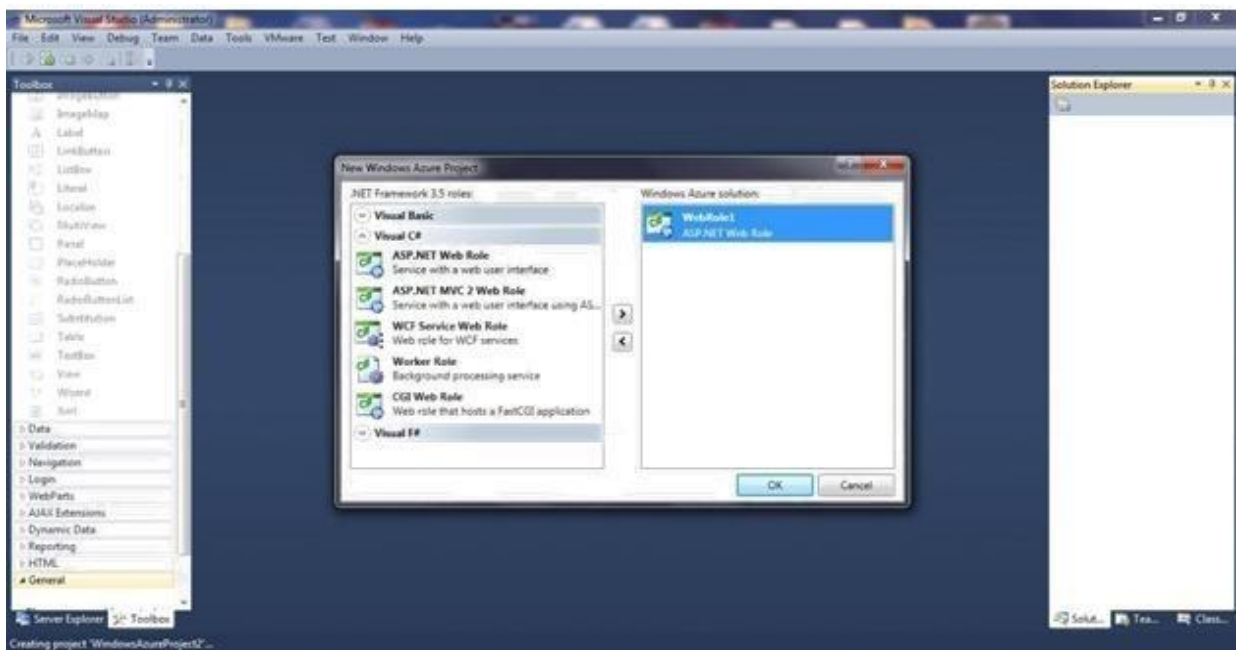 Microsoft Visual Studio (Administrator)
File Edit View Debug Team Data Tools VMware Test Window Help
Toolbox
ImageButton
ImageMap
Label
LinkButton
ListBox
Literal
Localize
MultiView
Panel
PlaceHolder
RadioButton
RadioButtonList
Substitution
Table
TextBox
View
Wizard
Xml
Data
Validation
Navigation
Login
WebParts
AJAX Extensions
Dynamic Data
Reporting
HTML
General
Server Explorer Toolbox
Creating project 'WindowsAzureProject2'...
New Windows Azure Project
.NET Framework 3.5 roles:
Visual Basic
Visual C#
ASP.NET Web Role
Service with a web user interface
ASP.NET MVC 2 Web Role
Service with a web user interface using AS...
WCF Service Web Role
Web role for WCF services
Worker Role
Background processing service
CGI Web Role
Web role that hosts a FastCGI application
Visual F#
Windows Azure solution:
WebRole1
ASP.NET Web Role
OK Cancel
Solution Explorer
Solut... Tea... Class...